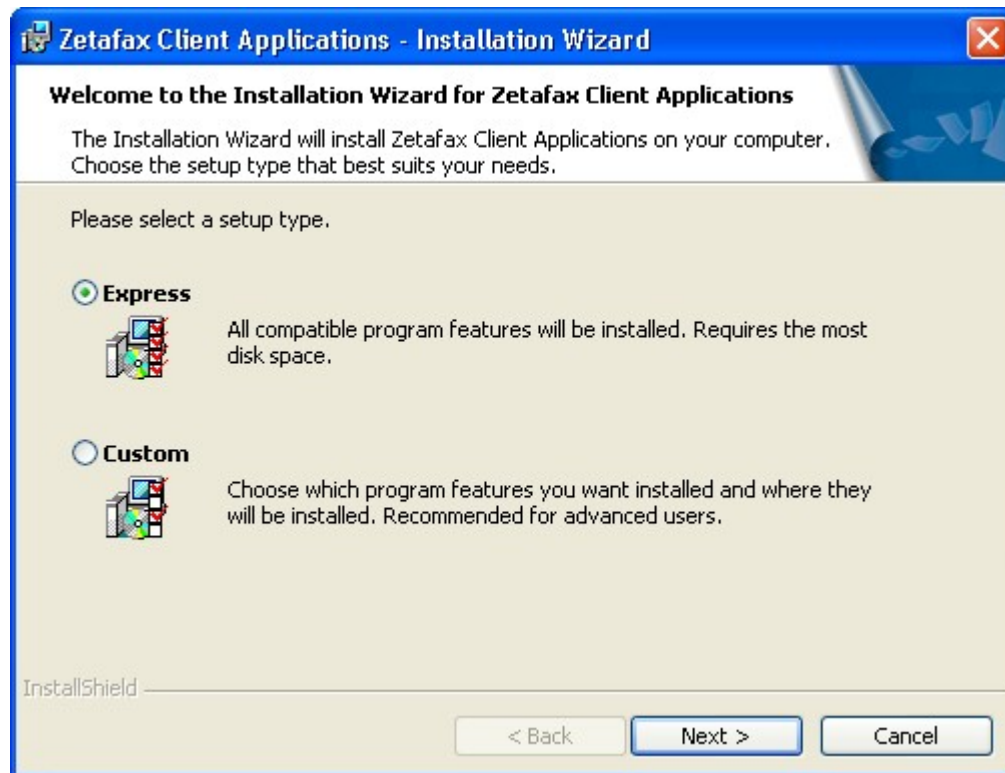 Zetafax Client Applications - Installation Wizard
Welcome to the Installation Wizard for Zetafax Client Applications
The Installation Wizard will install Zetafax Client Applications on your computer.
Choose the setup type that best suits your needs.
Please select a setup type.
Express
All compatible program features will be installed. Requires the most
disk space.
Custom
Choose which program features you want installed and where they
will be installed. Recommended for advanced users.
InstallShield
< Back
Next >
Cancel